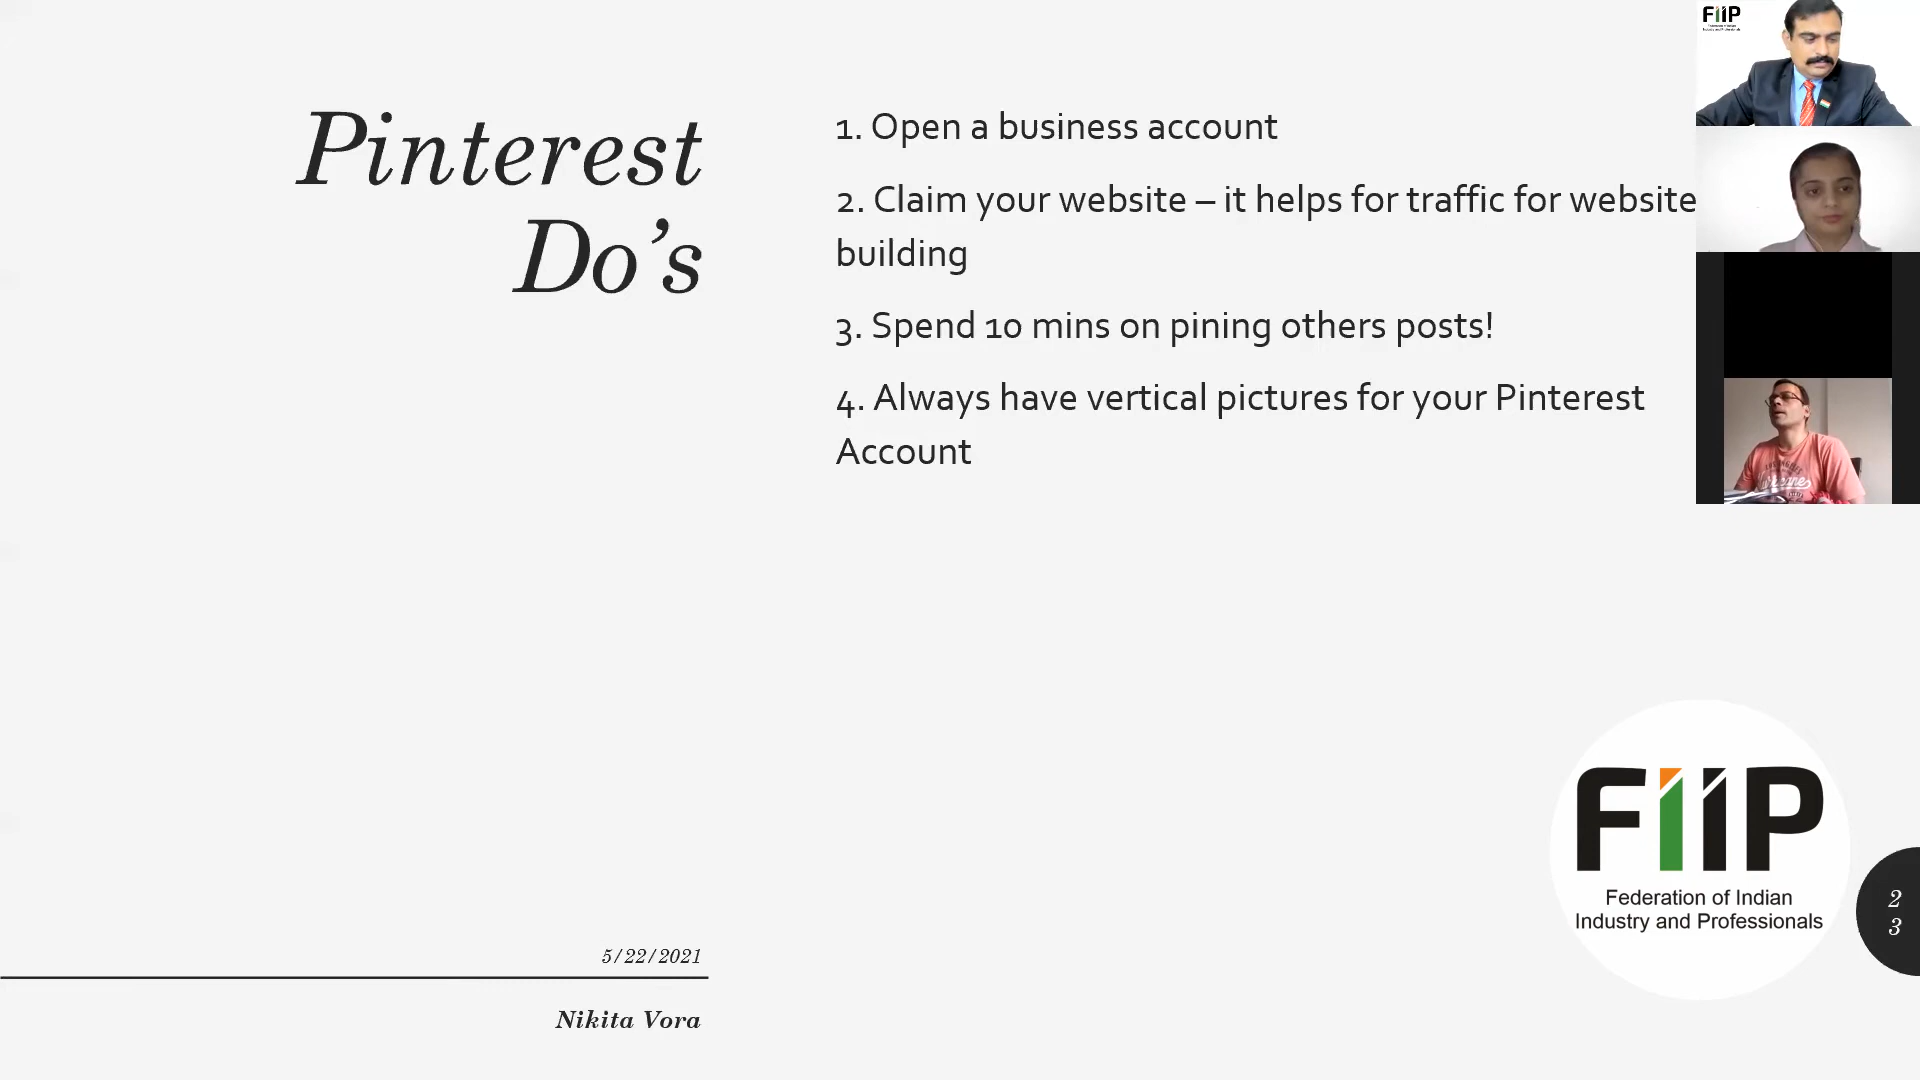 Pinterest
Do’s
1. Open a business account
2. Claim your website – it helps for traffic for website
building
3. Spend 10 mins on pining others posts!
4. Always have vertical pictures for your Pinterest
Account
FiiP
FiiP
Federation of Indian
Industry and Professionals
2
3
5/22/2021
Nikita Vora